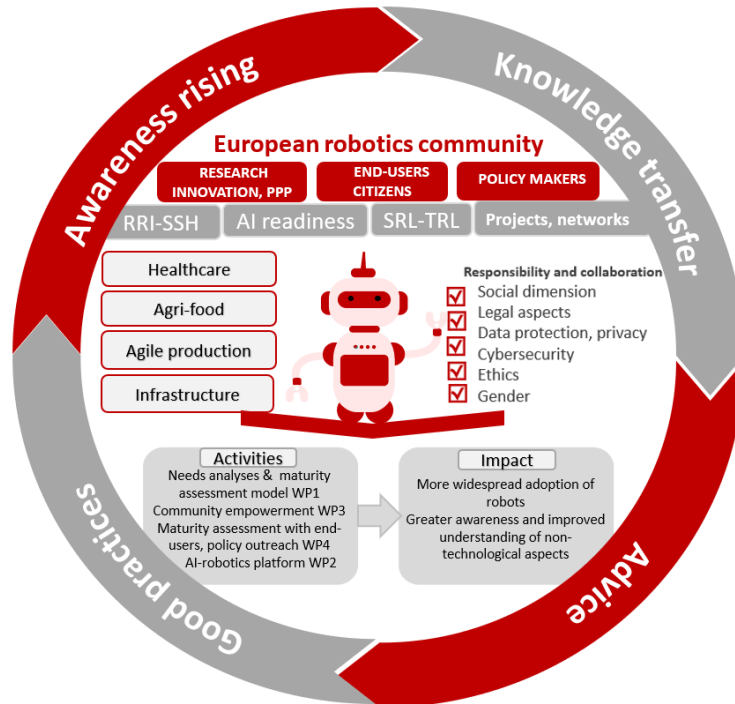 Awareness rising
Knowledge transfer
European robotics community
RESEARCH
INNOVATION, PPP
END-USERS
CITIZENS
POLICY MAKERS
RRI-SSH
AI readiness
SRL-TRL
Projects, networks
Healthcare
Agri-food
Agile production
Infrastructure
Responsibility and collaboration
Social dimension
Legal aspects
Data protection, privacy
Cybersecurity
Ethics
Gender
Activities
Needs analyses & maturity
assessment model WP1
Community empowerment WP3
Maturity assessment with end-
users, policy outreach WP4
AI-robotics platform WP2
Impact
More widespread adoption of
robots
Greater awareness and improved
understanding of non-
technological aspects
Good practices
Advice